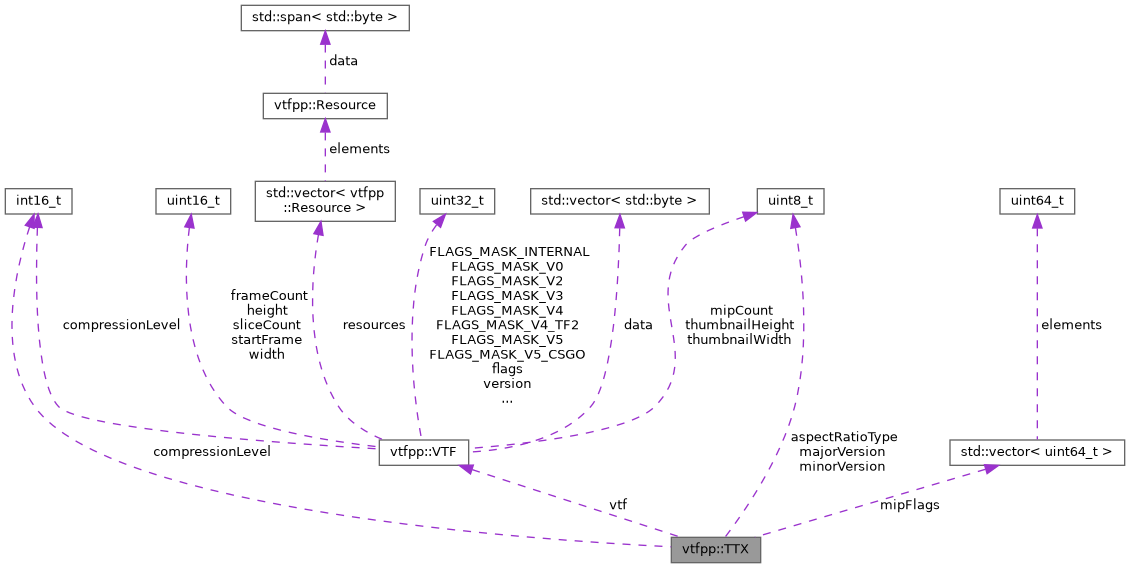 std::span< std::byte >
data
vtfpp::Resource
elements
int16_t
uint16_t
std::vector< vtfpp
::Resource >
uint32_t
std::vector< std::byte >
uint8_t
uint64_t
compressionLevel
frameCount
height
sliceCount
startFrame
width
resources
FLAGS_MASK_INTERNAL
FLAGS_MASK_V0
FLAGS_MASK_V2
FLAGS_MASK_V3
FLAGS_MASK_V4
FLAGS_MASK_V4_TF2
FLAGS_MASK_V5
FLAGS_MASK_V5_CSGO
flags
version
...
data
mipCount
thumbnailHeight
thumbnailWidth
elements
compressionLevel
vtfpp::VTF
aspectRatioType
majorVersion
minorVersion
std::vector< uint64_t >
vtf
mipFlags
vtfpp::TTX